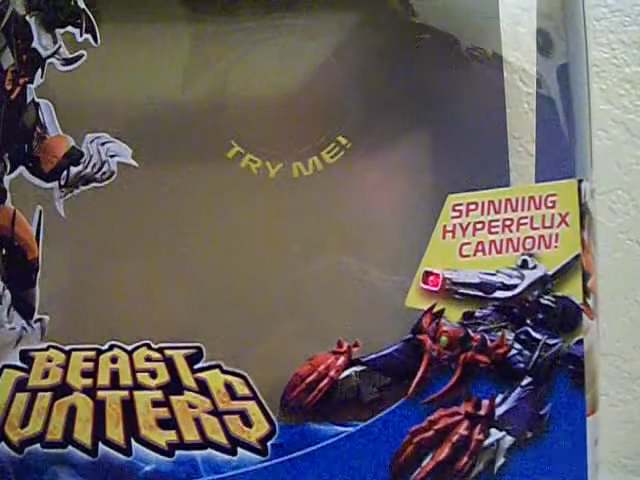 TRY ME!
SPINNING
HYPERFLUX
CANNON!
BEAST
HUNTERS